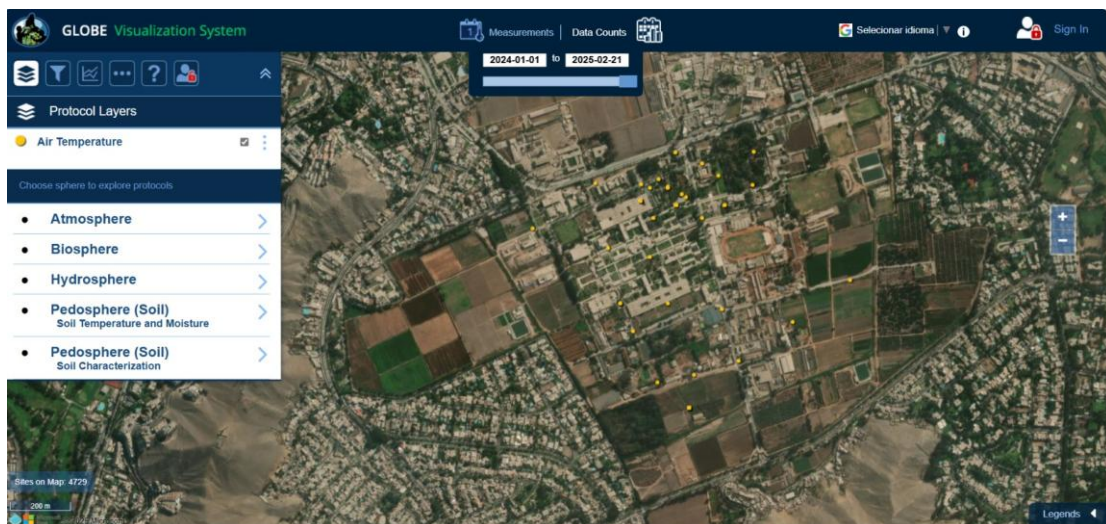 GLOBE Visualization System
1 Measurements | Data Counts
Selecionar idioma | ▼
Sign In
2024-01-01 to 2025-02-21
Protocol Layers
Air Temperature
Choose sphere to explore protocols
Atmosphere
Biosphere
Hydrosphere
Pedosphere (Soil)
Soil Temperature and Moisture
Pedosphere (Soil)
Soil Characterization
Sites on Map: 4729
200 m
Legends